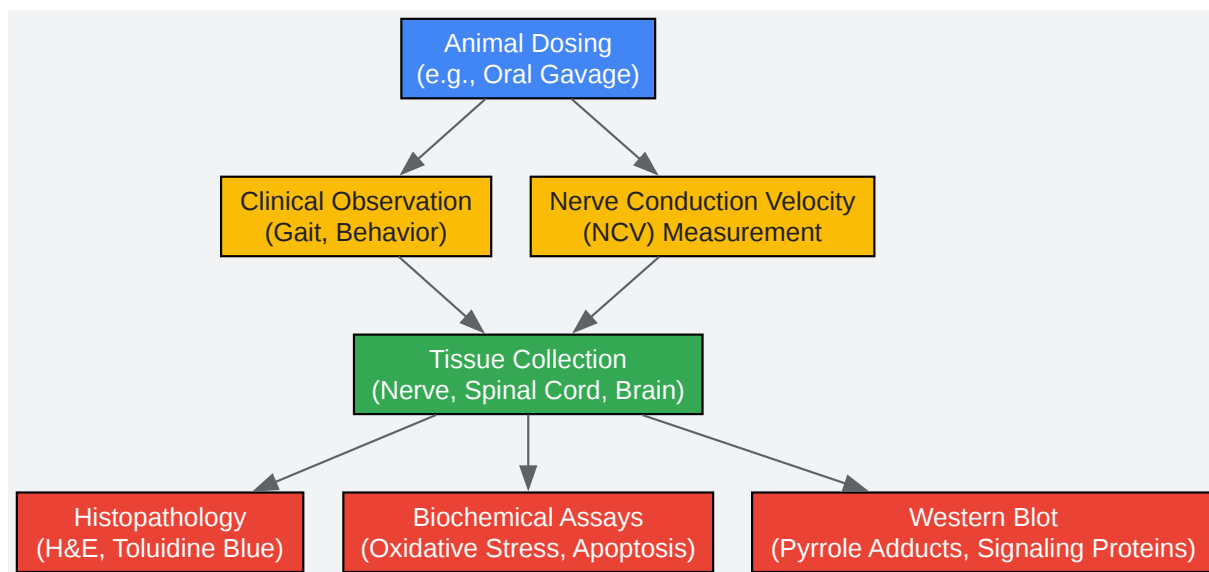 Animal Dosing
(e.g., Oral Gavage)
Clinical Observation
(Gait, Behavior)
Nerve Conduction Velocity
(NCV) Measurement
Tissue Collection
(Nerve, Spinal Cord, Brain)
Histopathology
(H&E, Toluidine Blue)
Biochemical Assays
(Oxidative Stress, Apoptosis)
Western Blot
(Pyrrole Adducts, Signaling Proteins)